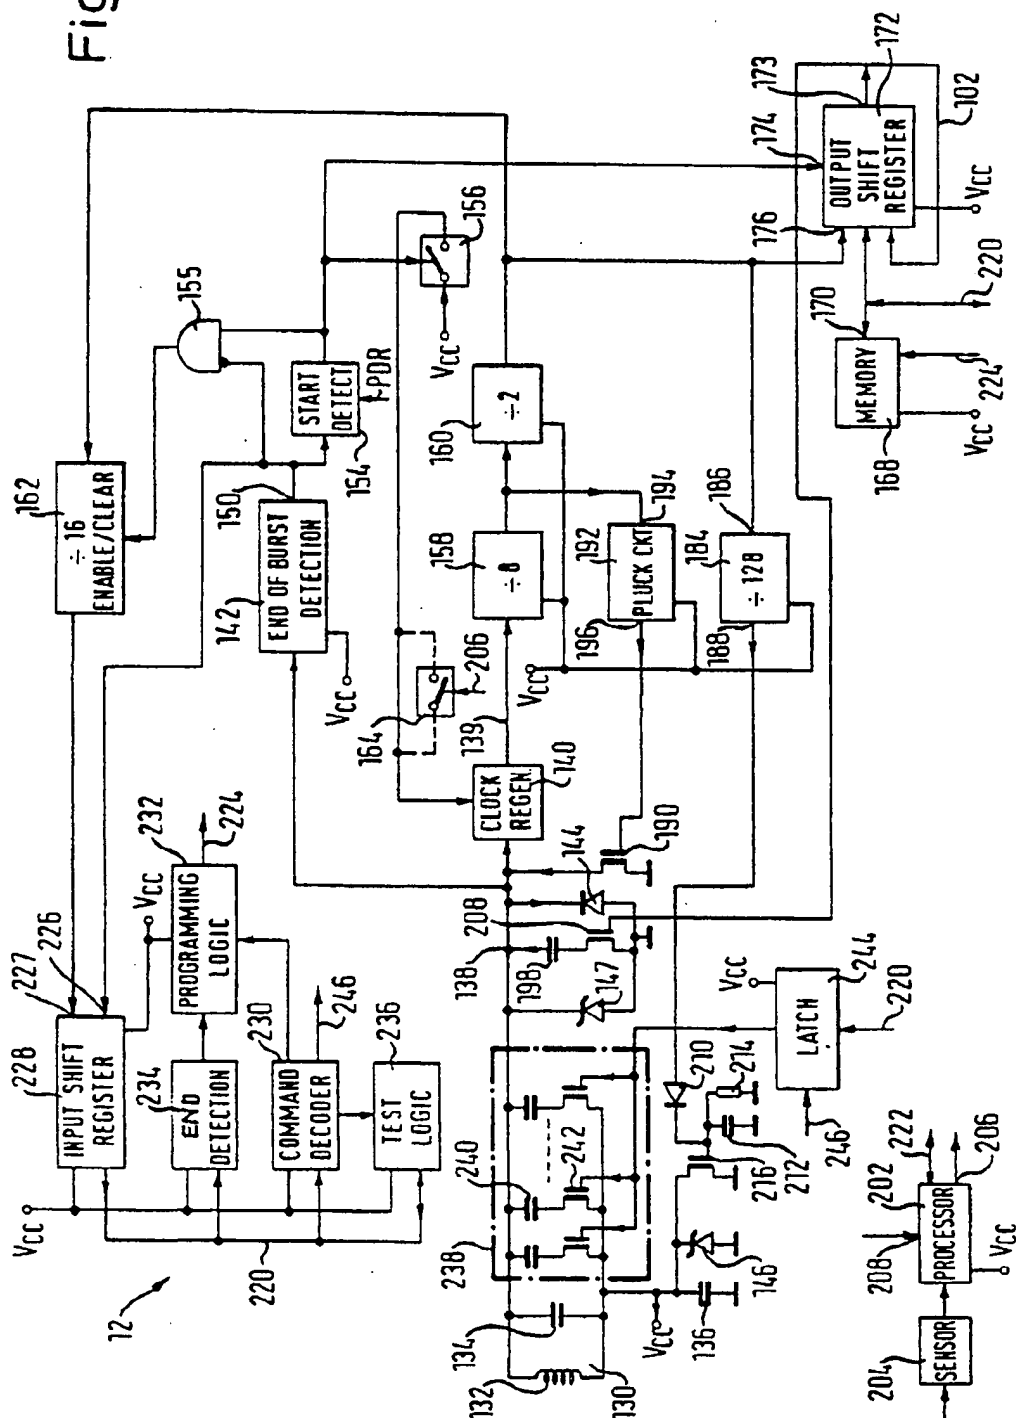 Fig
162
÷ 16
ENABLE/CLEAR
155
227
226
228
INPUT SHIFT
REGISTER
VCC
VCC
232
PROGRAMMING
LOGIC
224
234
END
DETECTION
230
COMMAND
DECODER
246
236
TEST
LOGIC
220
12
150
142
END OF BURST
DETECTION
VCC
START
DETECT
154
PDR
156
VCC
164
206
174
173
172
OUTPUT
SHIFT
REGISTER
102
176
VCC
220
170
MEMORY
168
224
VCC
160
÷2
158
÷8
139
CLOCK
REGEN.
140
VCC
192
PLUCK CKT
194
196
184
÷ 128
186
188
190
144
208
138
198
147
238
240
242
134
132
130
VCC
136
146
210
214
216
212
VCC
LATCH
244
220
246
204
SENSOR
208
202
PROCESSOR
222
206
VCC